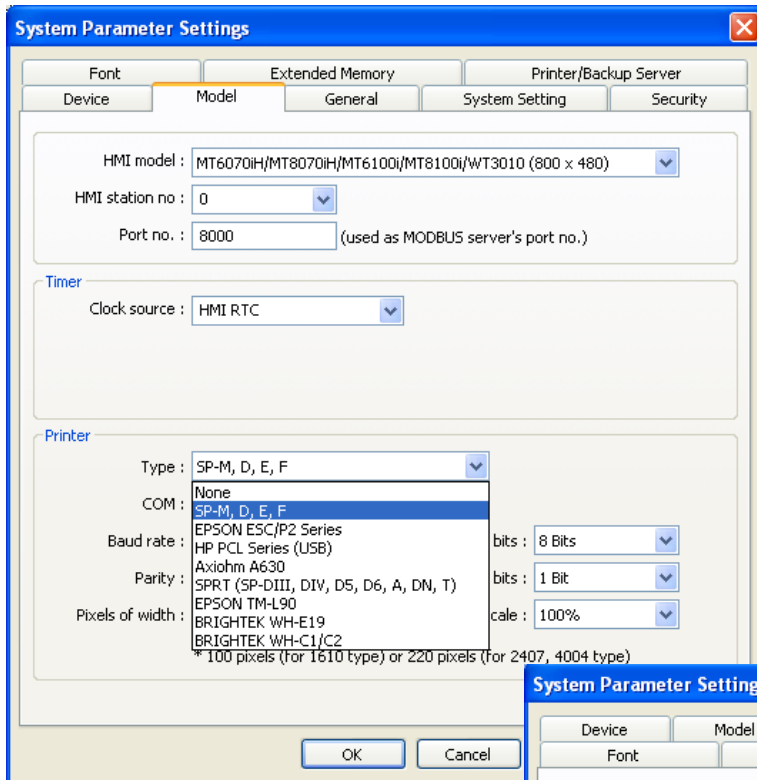 System Parameter Settings
Font Extended Memory Printer/Backup Server
Device Model General System Setting Security
HMI model : MT6070iH/MT8070iH/MT6100i/MT8100i/WT3010 (800 x 480)
HMI station no : 0
Port no. : 8000 (used as MODBUS server's port no.)
Timer
Clock source : HMI RTC
Printer
Type : SP-M, D, E, F
None
COM : SP-M, D, E, F
EPSON ESC/P2 Series
Baud rate : HP PCL Series (USB) bits : 8 Bits
Axiohm A630
Parity : SPRT (SP-DIII, DIV, D5, D6, A, DN, T) bits : 1 Bit
EPSON TM-L90
Pixels of width : BRIGHTEK WH-E19 cale : 100%
BRIGHTEK WH-C1/C2
* 100 pixels (for 1610 type) or 220 pixels (for 2407, 4004 type)
System Parameter Setting
Device Model
Font
OK Cancel